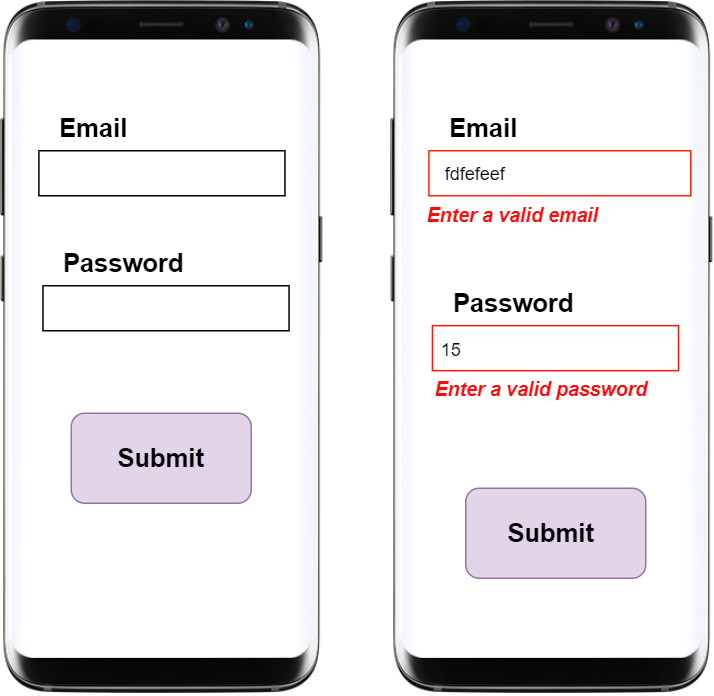 Email
Password
Submit
Email
fdfefeef
Enter a valid email
Password
15
Enter a valid password
Submit